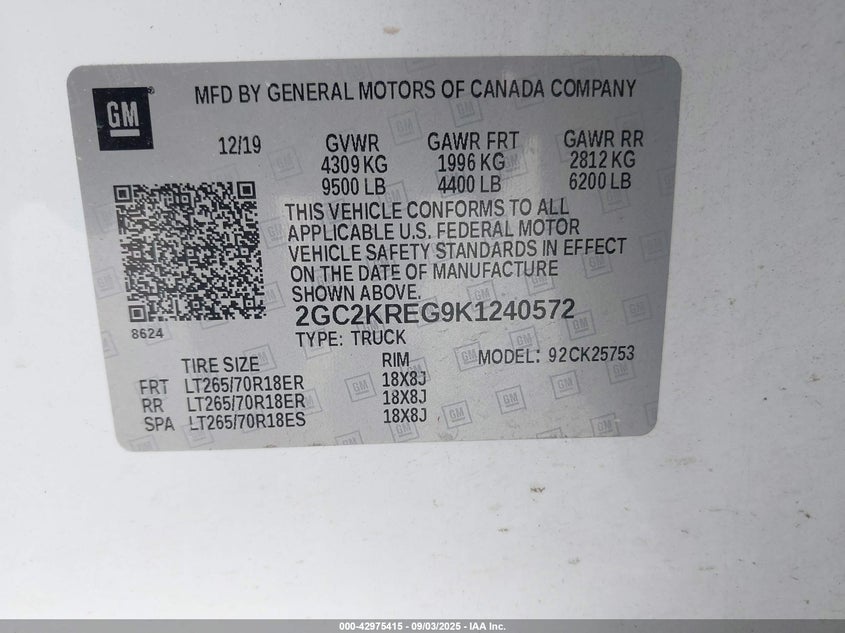 GM
MFD BY GENERAL MOTORS OF CANADA COMPANY
12/19 GVWR GAWR FRT GAWR RR
4309 KG 1996 KG 2812 KG
9500 LB 4400 LB 6200 LB
THIS VEHICLE CONFORMS TO ALL
APPLICABLE U.S. FEDERAL MOTOR
VEHICLE SAFETY STANDARDS IN EFFECT
ON THE DATE OF MANUFACTURE
SHOWN ABOVE.
8624
2GC2KREG9K1240572
TYPE: TRUCK MODEL: 92CK25753
TIRE SIZE RIM
FRT LT265/70R18ER 18X8J
RR LT265/70R18ER 18X8J
SPA LT265/70R18ES 18X8J
000-42975415 - 09/03/2025 - IAA Inc.